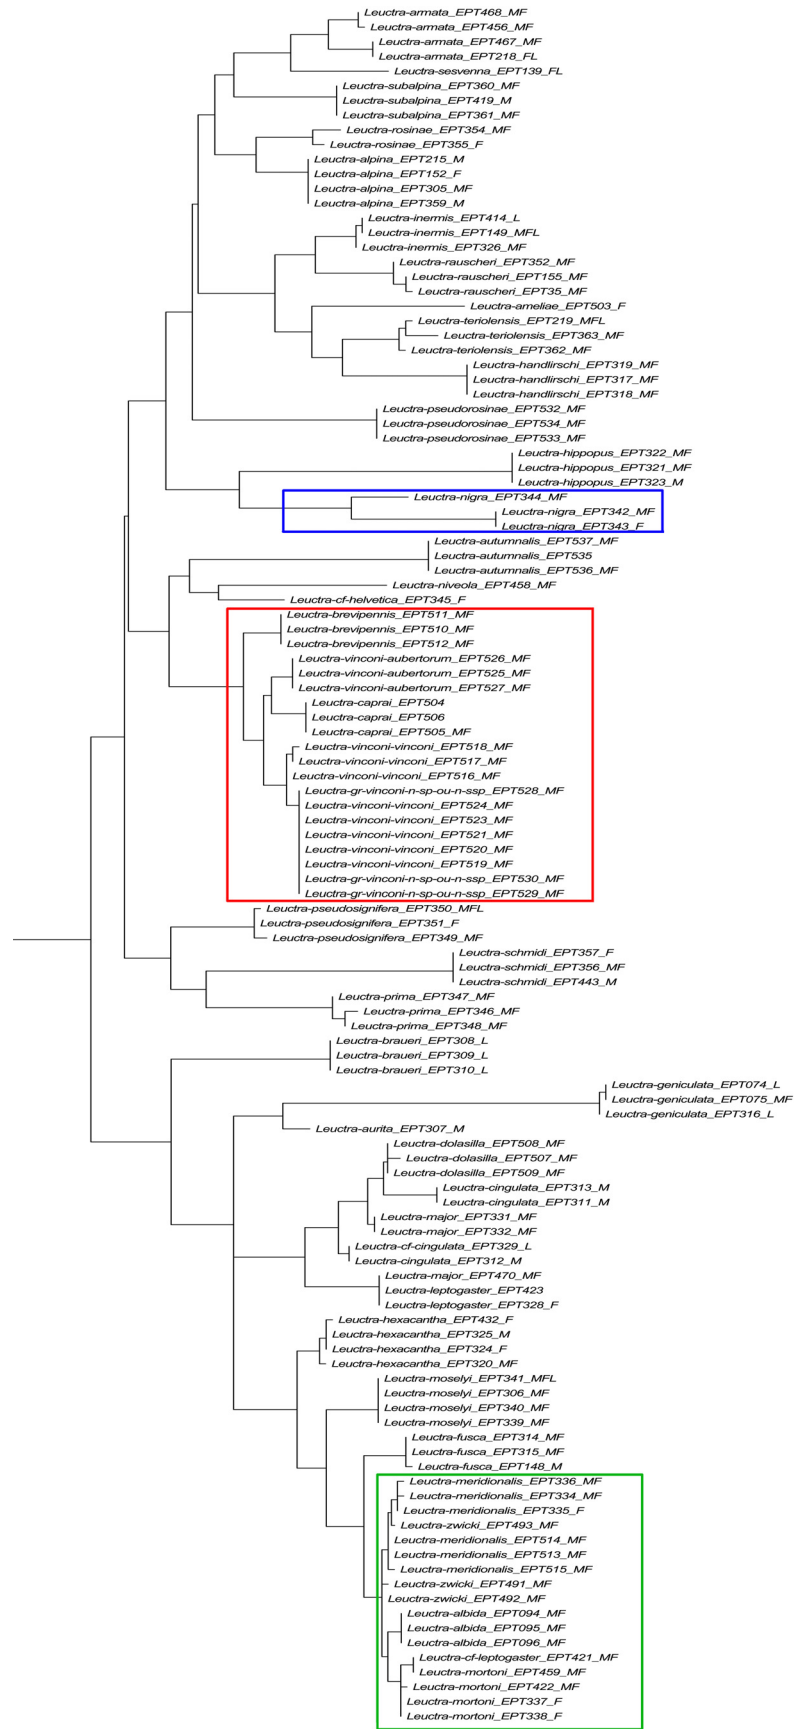 Leuctra-armata_EPT468_MF
Leuctra-armata_EPT456_MF
Leuctra-armata_EPT467_MF
Leuctra-armata_EPT218_FL
Leuctra-sesvenna_EPT139_FL
Leuctra-subalpina_EPT360_MF
Leuctra-subalpina_EPT419_M
Leuctra-subalpina_EPT361_MF
Leuctra-rosinae_EPT354_MF
Leuctra-rosinae_EPT355_F
Leuctra-alpina_EPT215_M
Leuctra-alpina_EPT152_F
Leuctra-alpina_EPT305_MF
Leuctra-alpina_EPT359_M
Leuctra-inermis_EPT414_L
Leuctra-inermis_EPT149_MFL
Leuctra-inermis_EPT326_MF
Leuctra-rauscheri_EPT352_MF
Leuctra-rauscheri_EPT155_MF
Leuctra-rauscheri_EPT35_MF
Leuctra-ameliae_EPT503_F
Leuctra-teriolensis_EPT219_MFL
Leuctra-teriolensis_EPT363_MF
Leuctra-teriolensis_EPT362_MF
Leuctra-handlirschi_EPT319_MF
Leuctra-handlirschi_EPT317_MF
Leuctra-handlirschi_EPT318_MF
Leuctra-pseudorosinae_EPT532_MF
Leuctra-pseudorosinae_EPT534_MF
Leuctra-pseudorosinae_EPT533_MF
Leuctra-hippopus_EPT322_MF
Leuctra-hippopus_EPT321_MF
Leuctra-hippopus_EPT323_M
Leuctra-nigra_EPT344_MF
Leuctra-nigra_EPT342_MF
Leuctra-nigra_EPT343_F
Leuctra-autumnalis_EPT537_MF
Leuctra-autumnalis_EPT535
Leuctra-autumnalis_EPT536_MF
Leuctra-niveola_EPT458_MF
Leuctra-cf-helvetica_EPT345_F
Leuctra-brevipennis_EPT511_MF
Leuctra-brevipennis_EPT510_MF
Leuctra-brevipennis_EPT512_MF
Leuctra-vinconi-aubertorum_EPT526_MF
Leuctra-vinconi-aubertorum_EPT525_MF
Leuctra-vinconi-aubertorum_EPT527_MF
Leuctra-caprai_EPT504
Leuctra-caprai_EPT506
Leuctra-caprai_EPT505_MF
Leuctra-vinconi-vinconi_EPT518_MF
Leuctra-vinconi-vinconi_EPT517_MF
Leuctra-vinconi-vinconi_EPT516_MF
Leuctra-gr-vinconi-n-sp-ou-n-ssp_EPT528_MF
Leuctra-vinconi-vinconi_EPT524_MF
Leuctra-vinconi-vinconi_EPT523_MF
Leuctra-vinconi-vinconi_EPT521_MF
Leuctra-vinconi-vinconi_EPT520_MF
Leuctra-vinconi-vinconi_EPT519_MF
Leuctra-gr-vinconi-n-sp-ou-n-ssp_EPT530_MF
Leuctra-gr-vinconi-n-sp-ou-n-ssp_EPT529_MF
Leuctra-pseudosignifera_EPT350_MFL
Leuctra-pseudosignifera_EPT351_F
Leuctra-pseudosignifera_EPT349_MF
Leuctra-schmidi_EPT357_F
Leuctra-schmidi_EPT356_MF
Leuctra-schmidi_EPT443_M
Leuctra-prima_EPT347_MF
Leuctra-prima_EPT346_MF
Leuctra-prima_EPT348_MF
Leuctra-braueri_EPT308_L
Leuctra-braueri_EPT309_L
Leuctra-braueri_EPT310_L
Leuctra-geniculata_EPT074_L
Leuctra-geniculata_EPT075_MF
Leuctra-geniculata_EPT316_L
Leuctra-aurita_EPT307_M
Leuctra-dolasilla_EPT508_MF
Leuctra-dolasilla_EPT507_MF
Leuctra-dolasilla_EPT509_MF
Leuctra-cingulata_EPT313_M
Leuctra-cingulata_EPT311_M
Leuctra-major_EPT331_MF
Leuctra-major_EPT332_MF
Leuctra-cf-cingulata_EPT329_L
Leuctra-cingulata_EPT312_M
Leuctra-major_EPT470_MF
Leuctra-leptogaster_EPT423
Leuctra-leptogaster_EPT328_F
Leuctra-hexacantha_EPT432_F
Leuctra-hexacantha_EPT325_M
Leuctra-hexacantha_EPT324_F
Leuctra-hexacantha_EPT320_MF
Leuctra-moselyi_EPT341_MFL
Leuctra-moselyi_EPT306_MF
Leuctra-moselyi_EPT340_MF
Leuctra-moselyi_EPT339_MF
Leuctra-fusca_EPT314_MF
Leuctra-fusca_EPT315_MF
Leuctra-fusca_EPT148_M
Leuctra-meridionalis_EPT336_MF
Leuctra-meridionalis_EPT334_MF
Leuctra-meridionalis_EPT335_F
Leuctra-zwicki_EPT493_MF
Leuctra-meridionalis_EPT514_MF
Leuctra-meridionalis_EPT513_MF
Leuctra-meridionalis_EPT515_MF
Leuctra-zwicki_EPT491_MF
Leuctra-zwicki_EPT492_MF
Leuctra-albida_EPT094_MF
Leuctra-albida_EPT095_MF
Leuctra-albida_EPT096_MF
Leuctra-cf-leptogaster_EPT421_MF
Leuctra-mortoni_EPT459_MF
Leuctra-mortoni_EPT422_MF
Leuctra-mortoni_EPT337_F
Leuctra-mortoni_EPT338_F